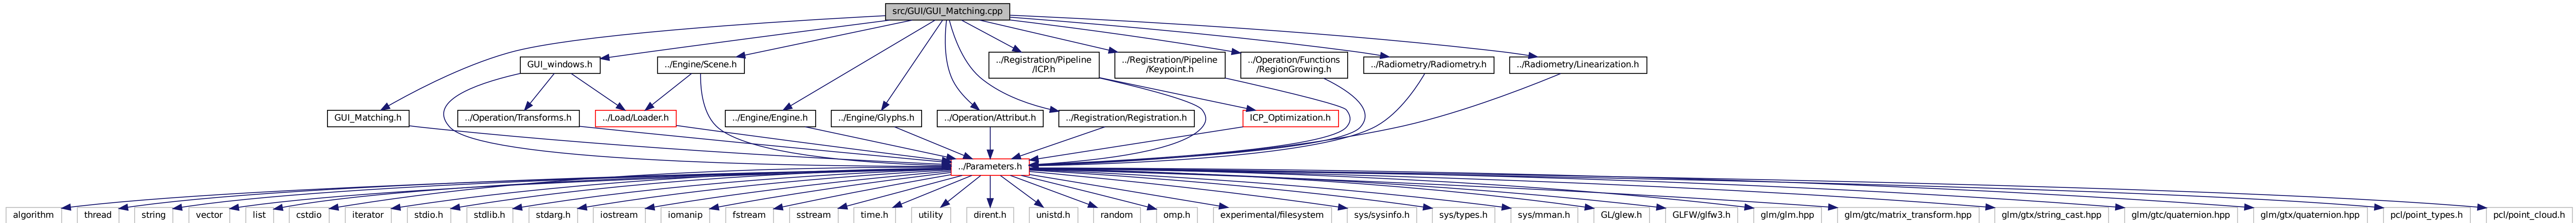 src/GUI/GUI_Matching.cpp
GUI_windows.h
../Engine/Scene.h
../Registration/Pipeline
/ICP.h
../Registration/Pipeline
/Keypoint.h
../Operation/Functions
/RegionGrowing.h
../Radiometry/Radiometry.h
../Radiometry/Linearization.h
GUI_Matching.h
../Operation/Transforms.h
../Load/Loader.h
../Engine/Engine.h
../Engine/Glyphs.h
../Operation/Attribut.h
../Registration/Registration.h
ICP_Optimization.h
../Parameters.h
algorithm
thread
string
vector
list
cstdio
iterator
stdio.h
stdlib.h
stdarg.h
iostream
iomanip
fstream
sstream
time.h
utility
dirent.h
unistd.h
random
omp.h
experimental/filesystem
sys/sysinfo.h
sys/types.h
sys/mman.h
GL/glew.h
GLFW/glfw3.h
glm/glm.hpp
glm/gtc/matrix_transform.hpp
glm/gtx/string_cast.hpp
glm/gtc/quaternion.hpp
glm/gtx/quaternion.hpp
pcl/point_types.h
pcl/point_cloud.h